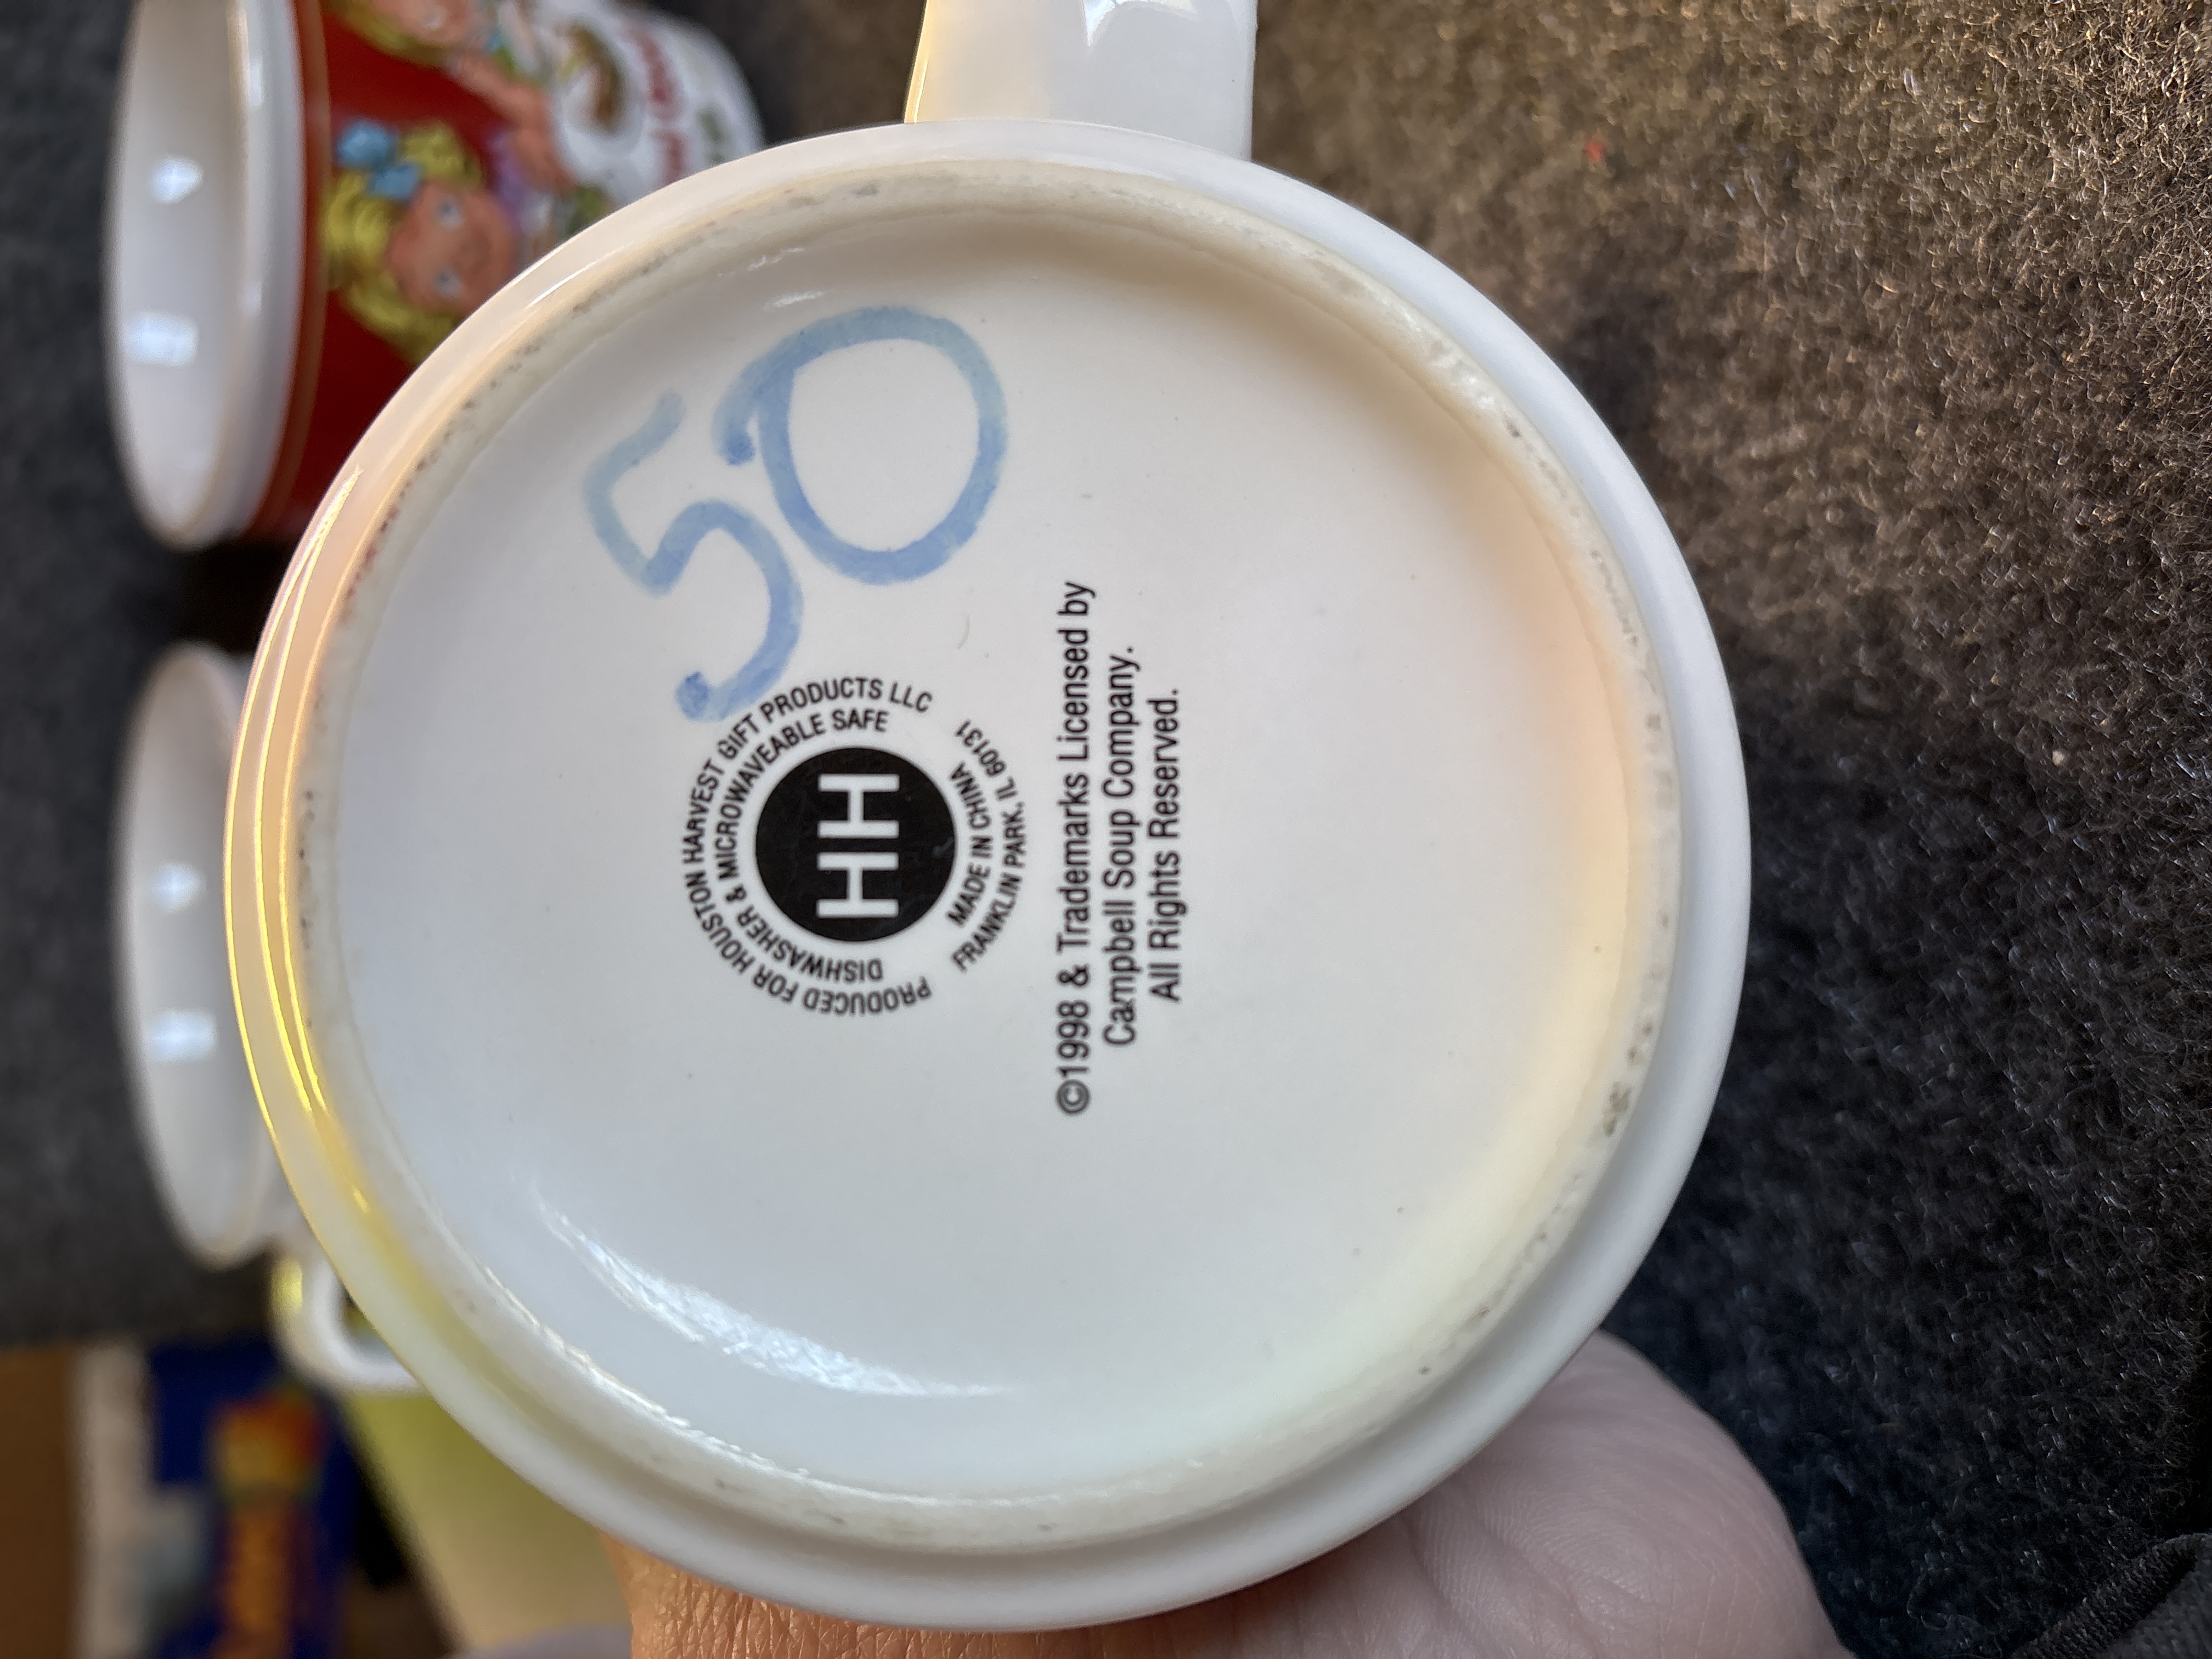 50
PRODUCED FOR HOUSTON HARVEST GIFT PRODUCTS LLC
DISHWASHER & MICROWAVEABLE SAFE
HH
MADE IN CHINA
FRANKLIN PARK, IL 60131
©1998 & Trademarks Licensed by
Campbell Soup Company.
All Rights Reserved.